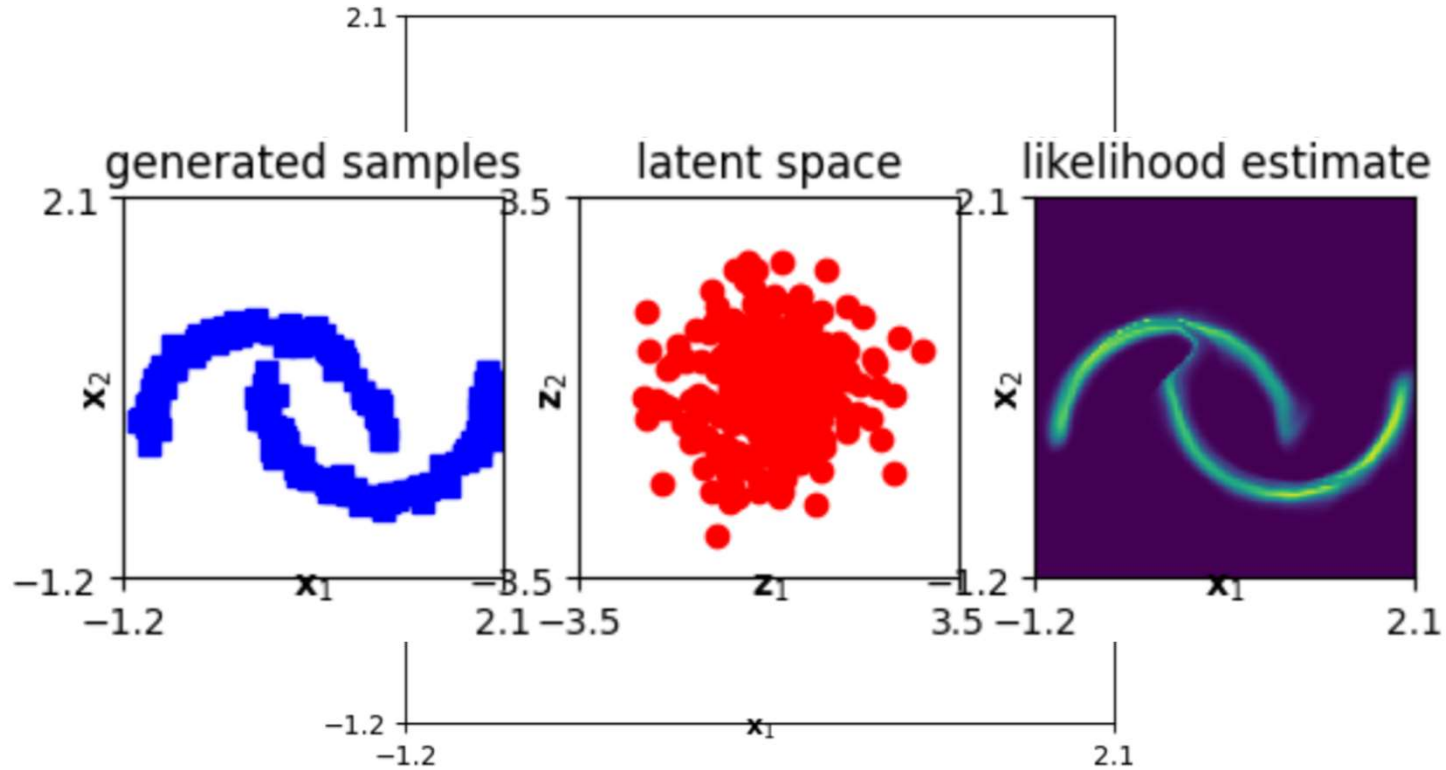 2.1
generated samples
latent space
likelihood estimate
2.1
3.5
2.1
x₂
z₂
x₂
−1.2
x₁
−3.5
z₁
−1.2
x₁
−1.2
2.1
−3.5
3.5
−1.2
2.1
−1.2
x₁
−1.2
2.1